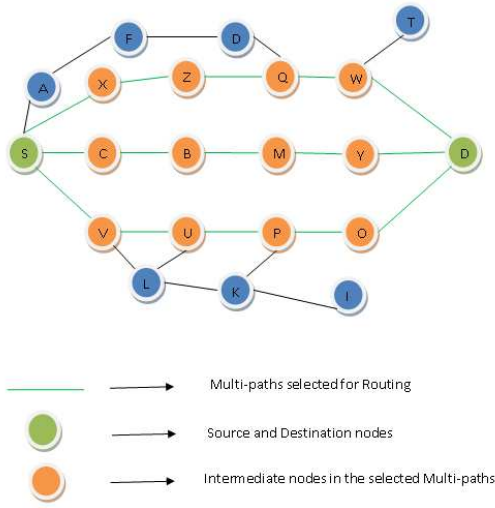 T
F D
A X Z Q W
S C B M Y D
V U P O
L K I
Multi-paths selected for Routing
Source and Destination nodes
Intermediate nodes in the selected Multi-paths